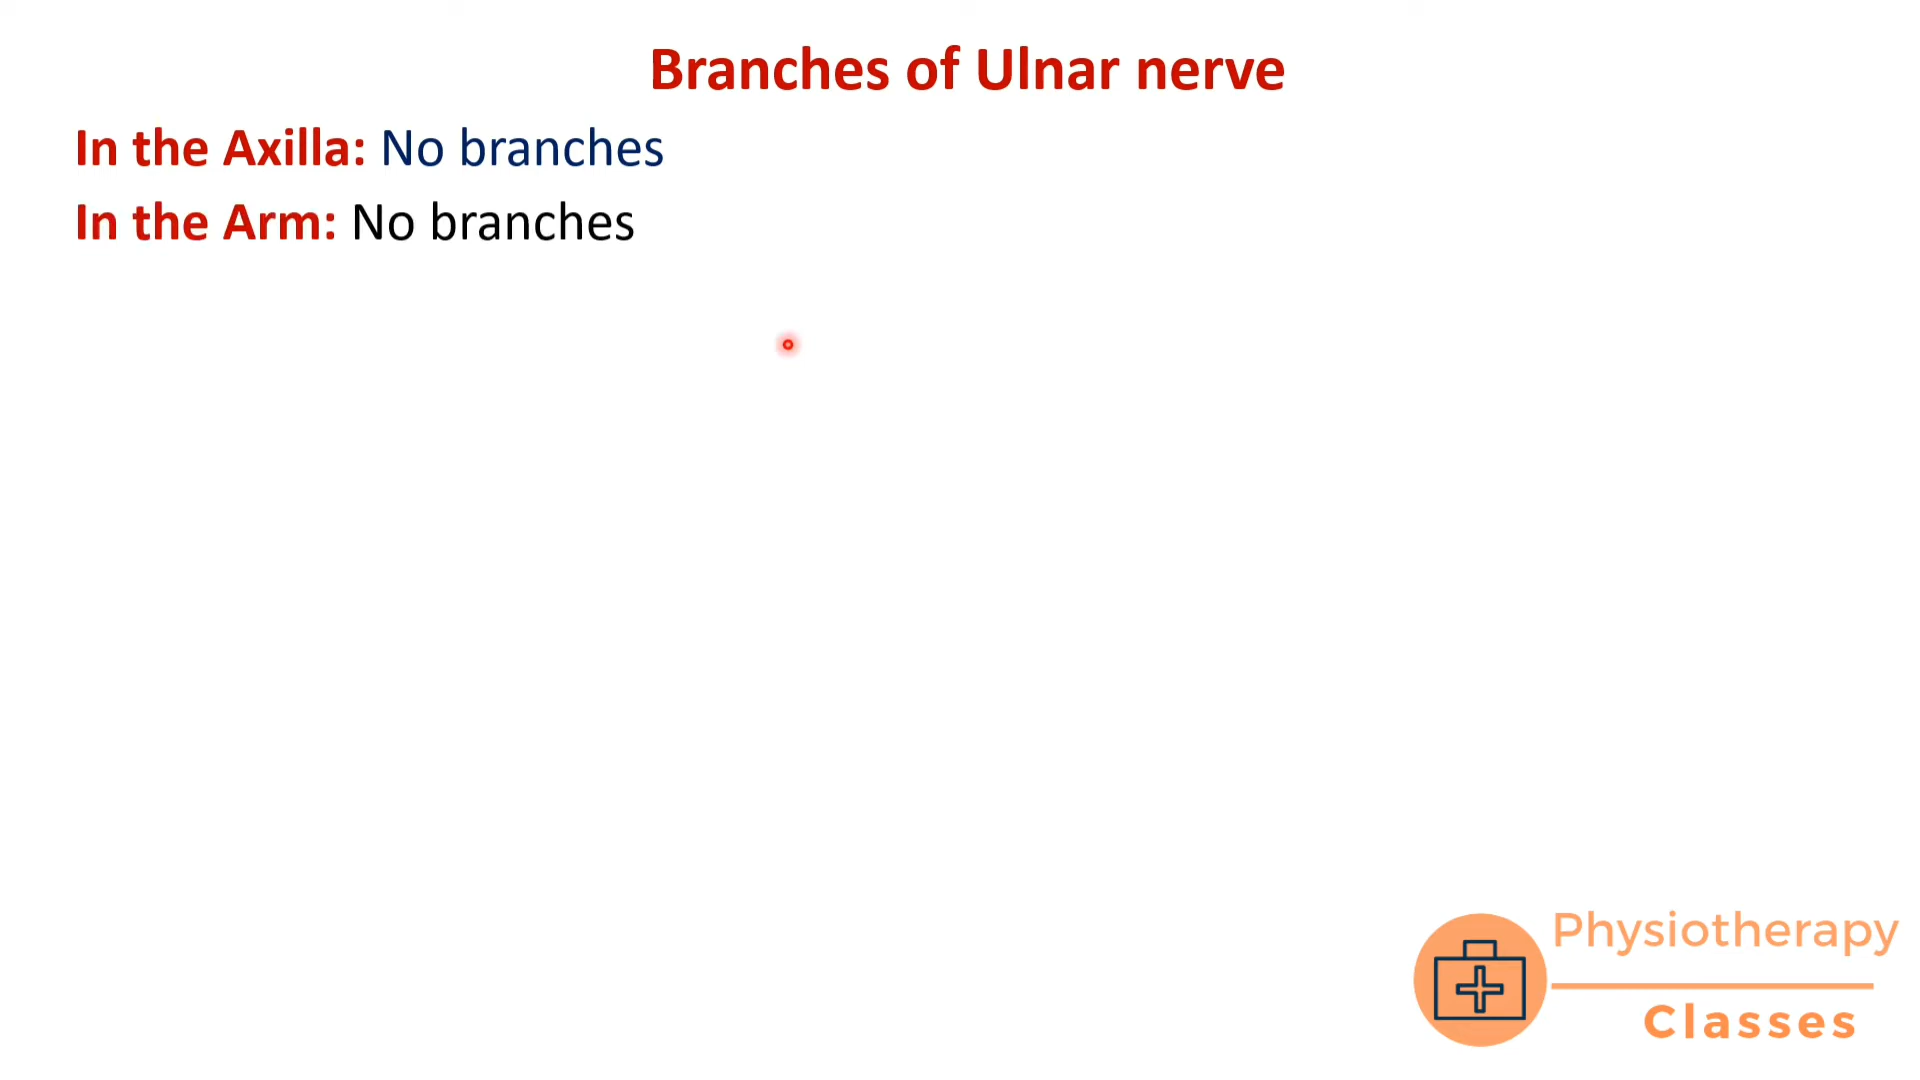 Branches of Ulnar nerve
In the Axilla: No branches
In the Arm: No branches
Physiotherapy
Classes